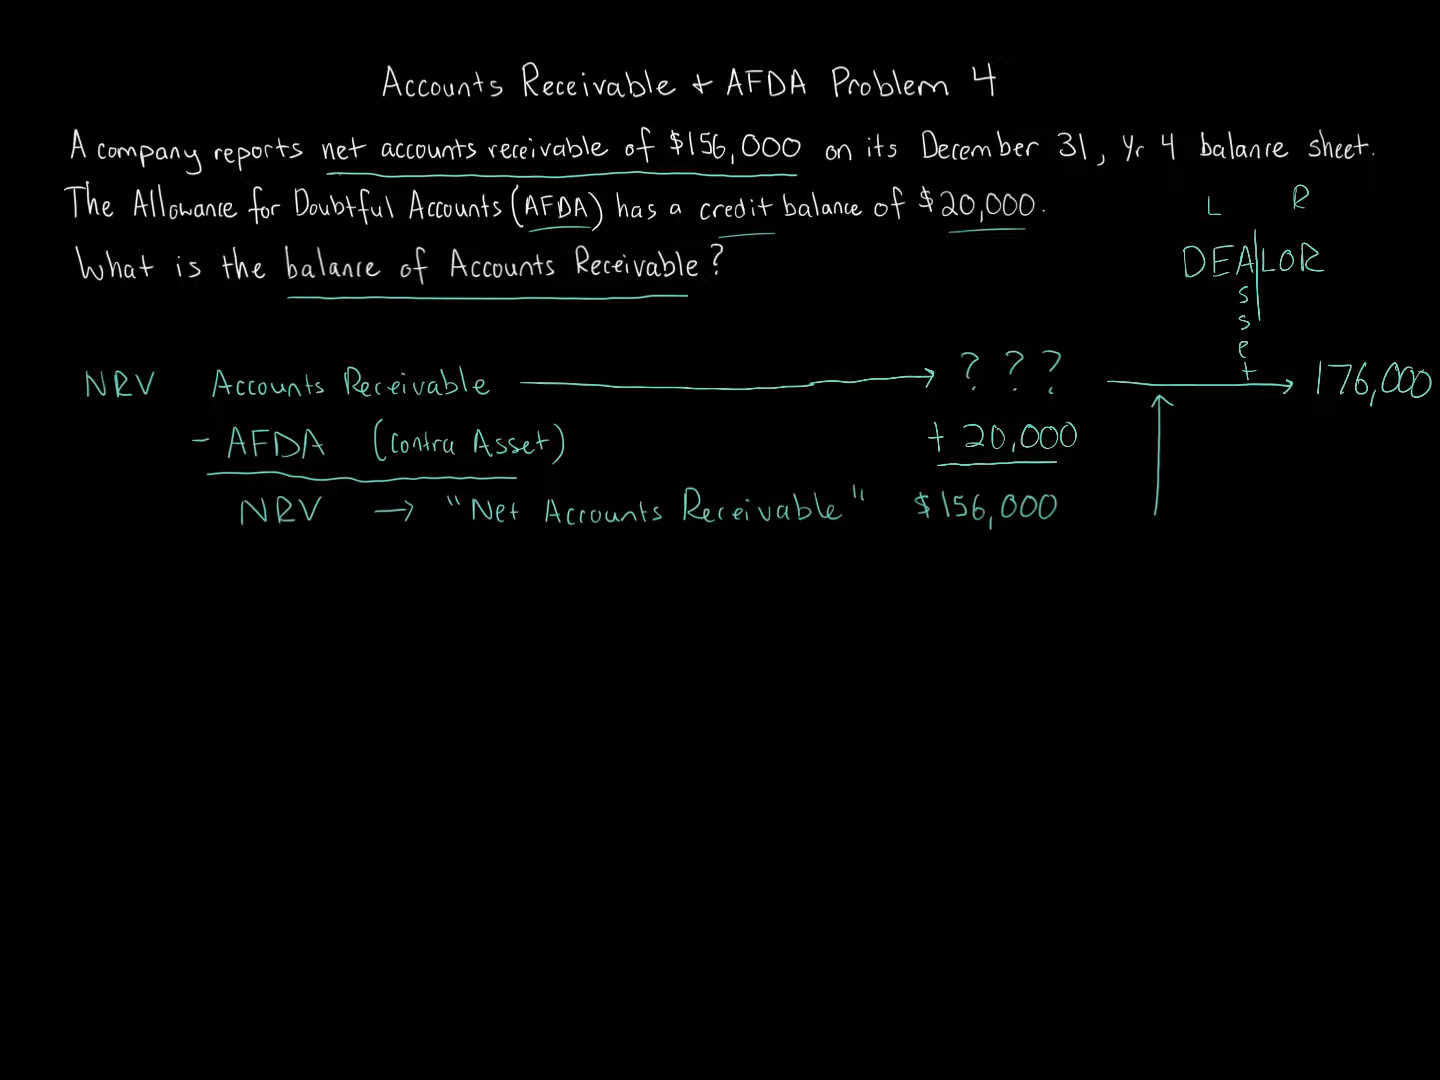 Accounts Receivable + AFDA Problem 4
A company reports net accounts receivable of $156,000 on its December 31, Yr 4 balance sheet.
The Allowance for Doubtful Accounts (AFDA) has a credit balance of $20,000.
What is the balance of Accounts Receivable?
L R
DEA|LOR
s
s
e
t
NRV Accounts Receivable → ? ? ? → 176,000
- AFDA (Contra Asset) + 20,000
NRV → "Net Accounts Receivable" $156,000